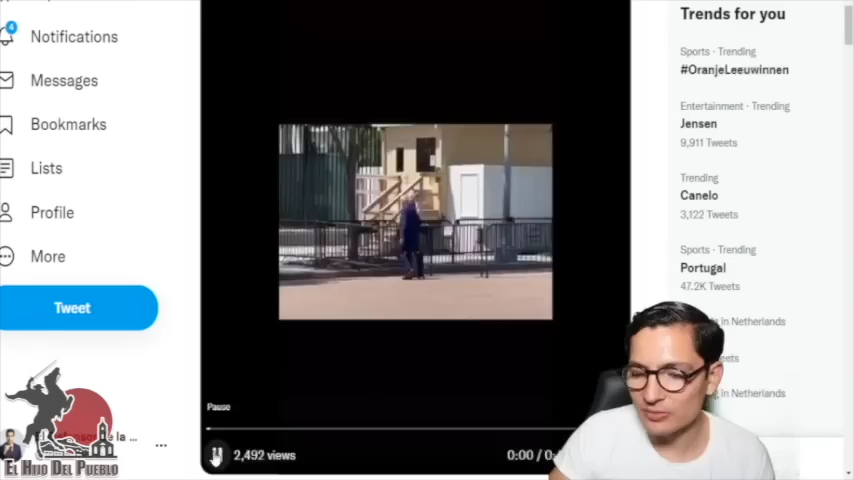 Notifications
Messages
Bookmarks
Lists
Profile
More
Tweet
EL HIJO DEL PUEBLO
4
Pause
2,492 views
0:00 / 0:
Trends for you
Sports · Trending
#OranjeLeeuwinnen
Entertainment · Trending
Jensen
9,911 Tweets
Trending
Canelo
3,122 Tweets
Sports · Trending
Portugal
47.2K Tweets
in Netherlands
in Netherlands